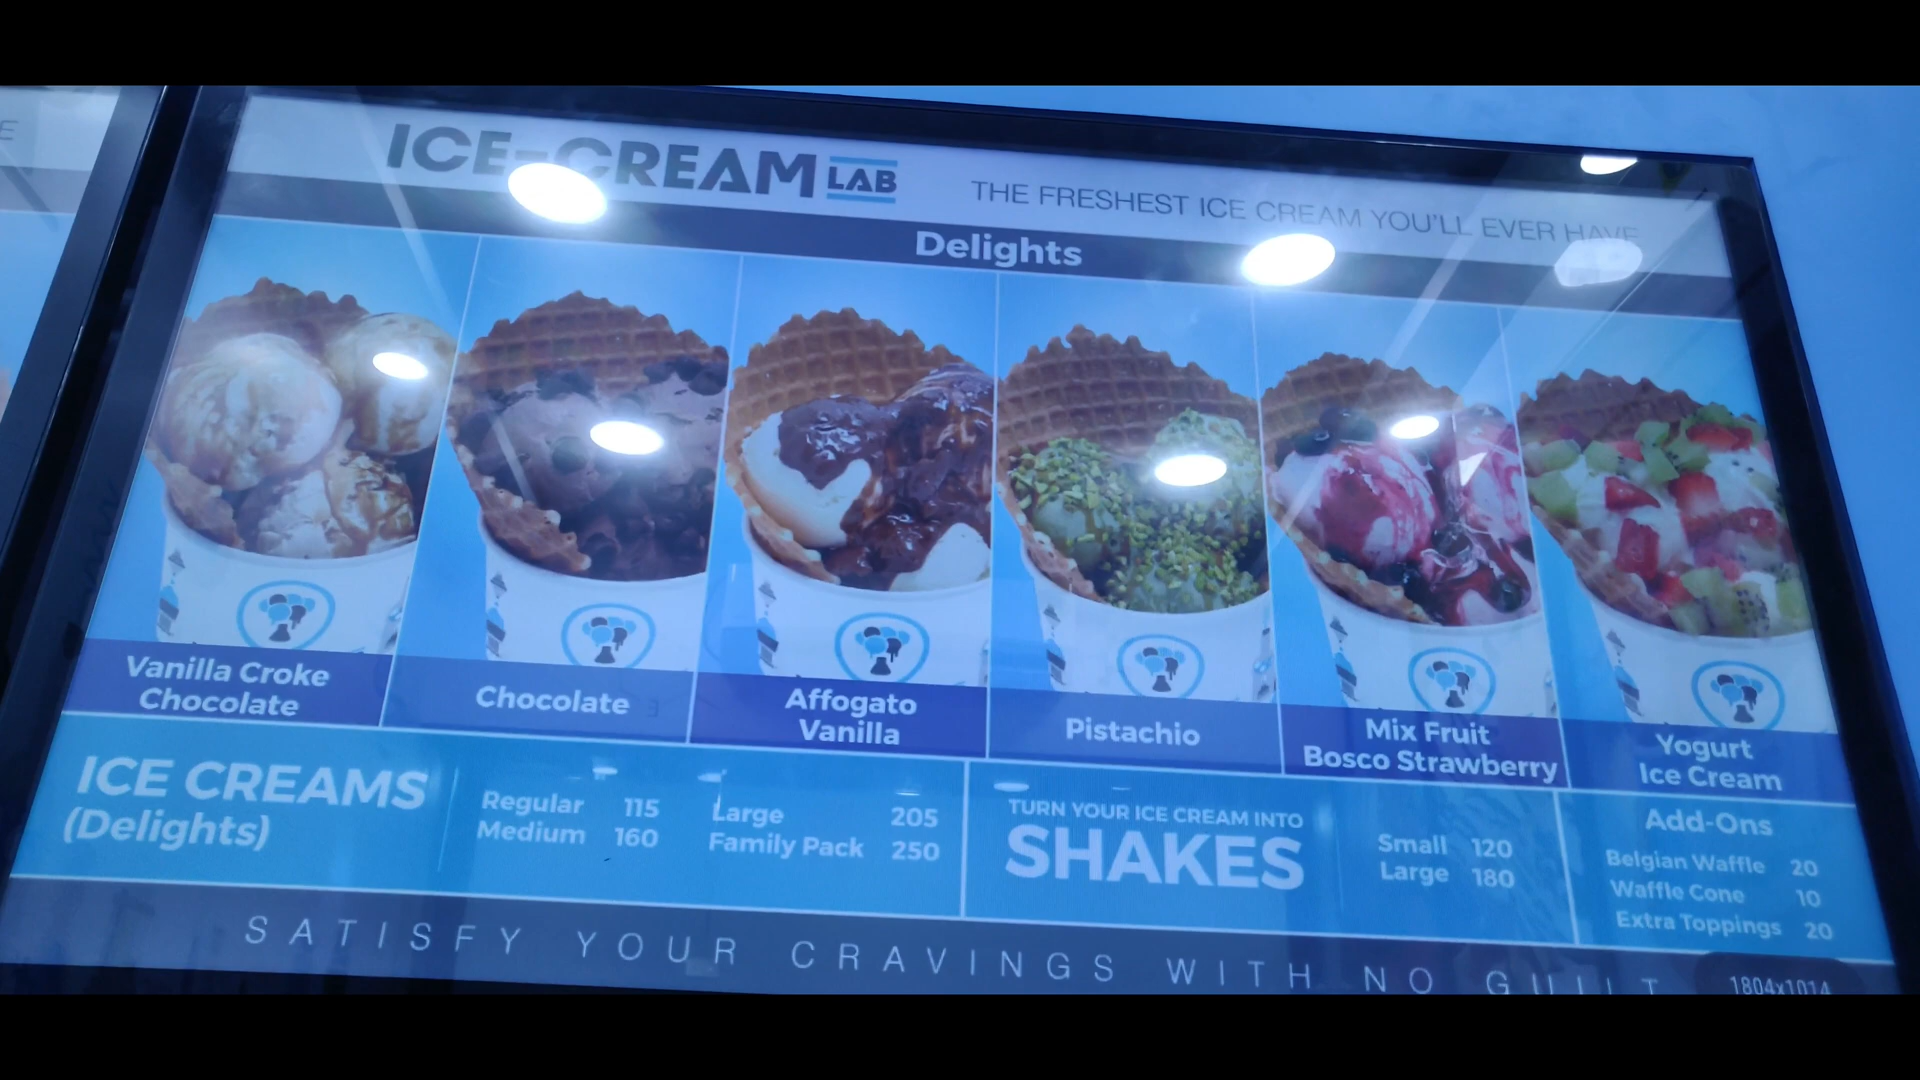 E
ICE-CREAM LAB
THE FRESHEST ICE CREAM YOU'LL EVER HAVE
Delights
Vanilla Croke
Chocolate
Chocolate
Affogato
Vanilla
Pistachio
Mix Fruit
Bosco Strawberry
Yogurt
Ice Cream
ICE CREAMS
(Delights)
Regular 115
Medium 160
Large 205
Family Pack 250
TURN YOUR ICE CREAM INTO
SHAKES
Small 120
Large 180
Add-Ons
Belgian Waffle 20
Waffle Cone 10
Extra Toppings 20
SATISFY YOUR CRAVINGS WITH NO GUILT
1804x1014